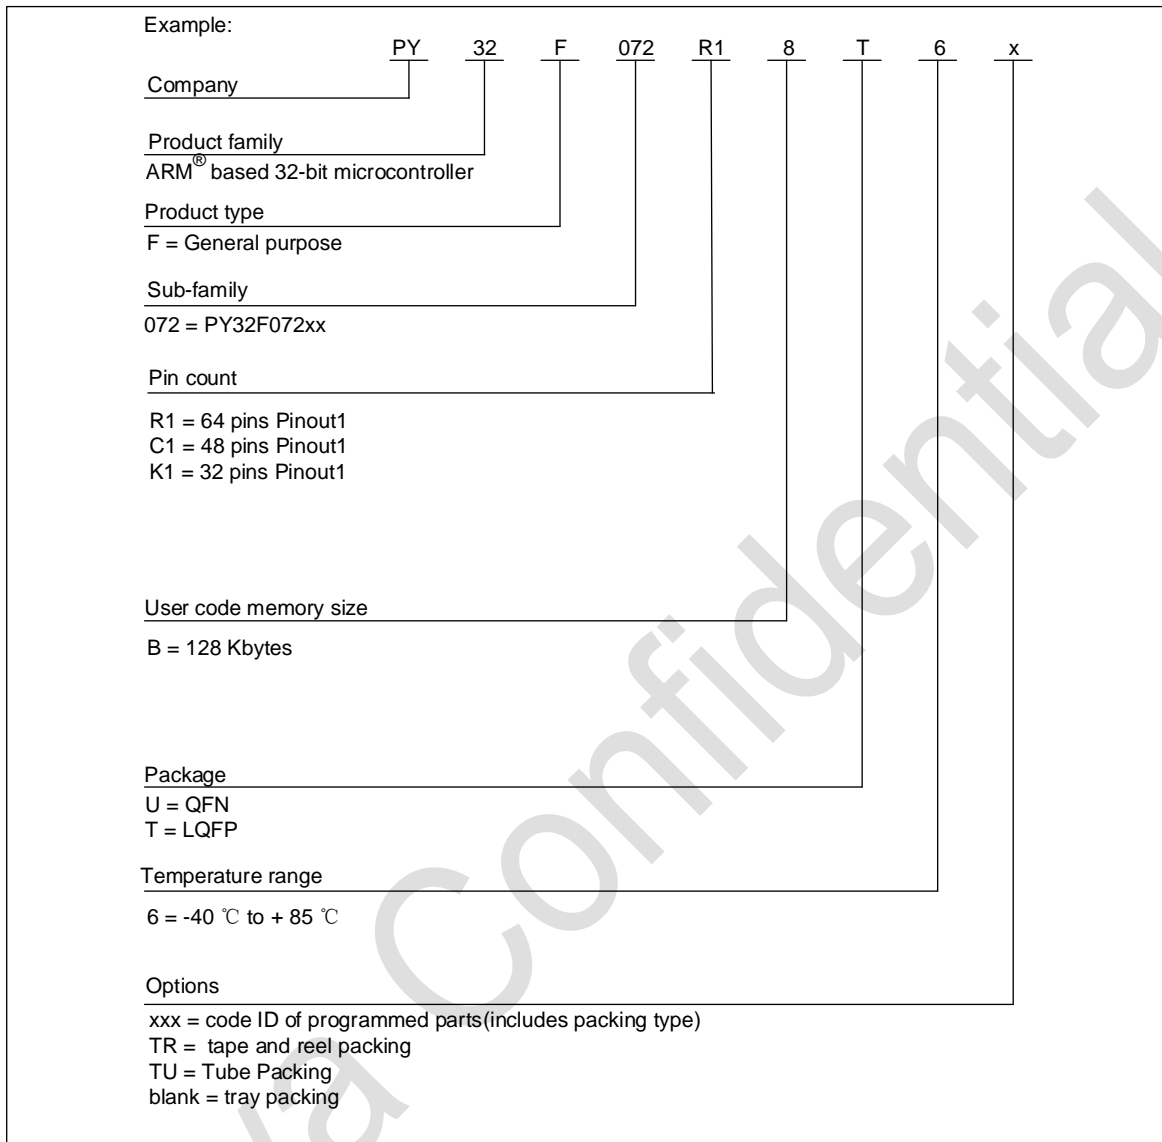 Example:
PY 32 F 072 R1 8 T 6 x
Company
Product family
ARM® based 32-bit microcontroller
Product type
F = General purpose
Sub-family
072 = PY32F072xx
Pin count
R1 = 64 pins Pinout1
C1 = 48 pins Pinout1
K1 = 32 pins Pinout1
User code memory size
B = 128 Kbytes
Package
U = QFN
T = LQFP
Temperature range
6 = -40 ℃ to + 85 ℃
Options
xxx = code ID of programmed parts(includes packing type)
TR = tape and reel packing
TU = Tube Packing
blank = tray packing
Confidential